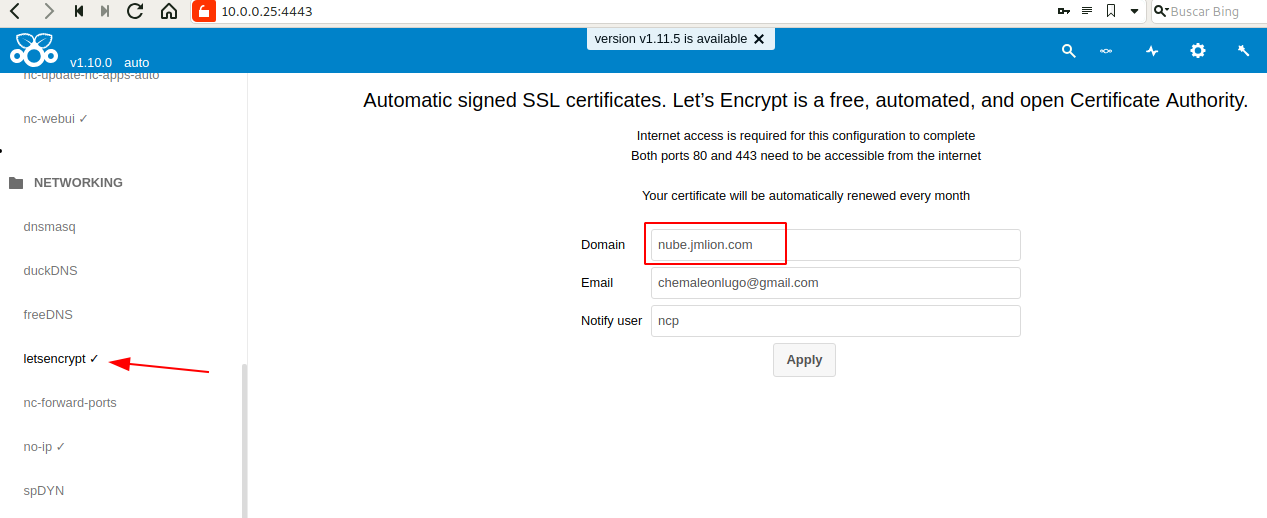 10.0.0.25:4443
Buscar Bing
version v1.11.5 is available ✕
v1.10.0 auto
nc-update-nc-apps-auto
nc-webui ✓
NETWORKING
dnsmasq
duckDNS
freeDNS
letsencrypt ✓
nc-forward-ports
no-ip ✓
spDYN
Automatic signed SSL certificates. Let’s Encrypt is a free, automated, and open Certificate Authority.
Internet access is required for this configuration to complete
Both ports 80 and 443 need to be accessible from the internet
Your certificate will be automatically renewed every month
Domain nube.jmlion.com
Email chemaleonlugo@gmail.com
Notify user ncp
Apply